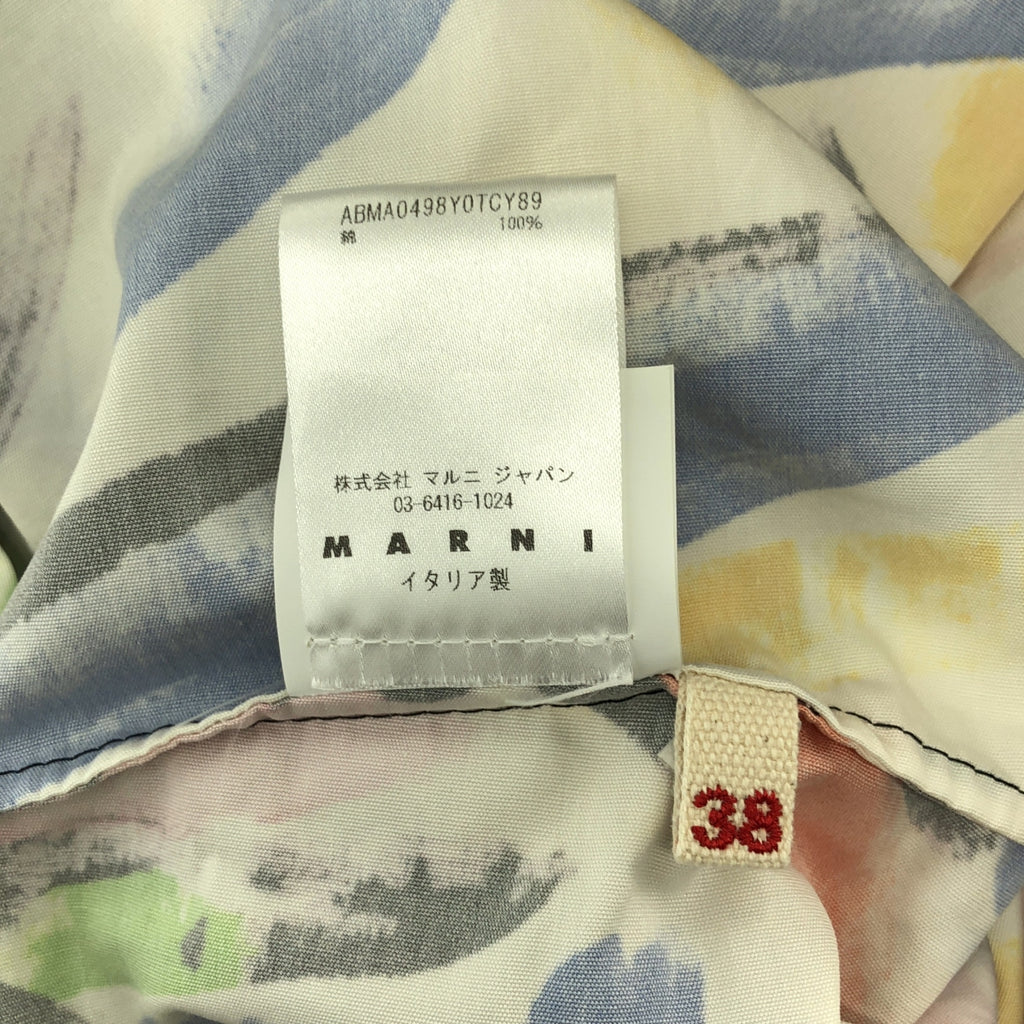 ABMA0498Y0TCY89
綿 100%
株式会社 マルニ ジャパン
03-6416-1024
MARNI
イタリア製
38